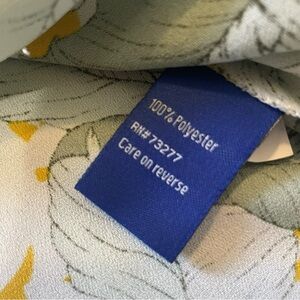 100% Polyester
RN# 73277
Care on reverse